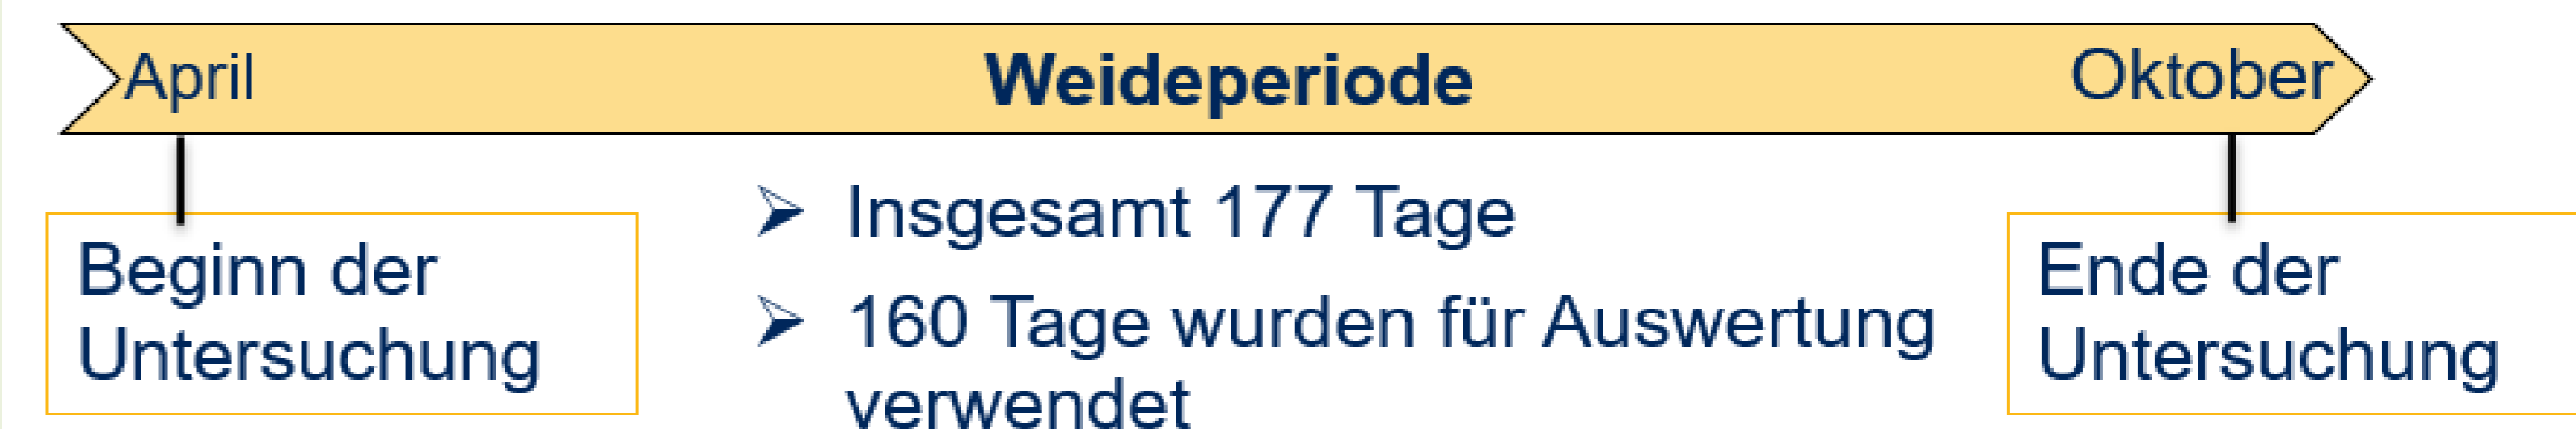 April Weideperiode Oktober
Beginn der
Untersuchung
Insgesamt 177 Tage
160 Tage wurden für Auswertung
verwendet
Ende der
Untersuchung